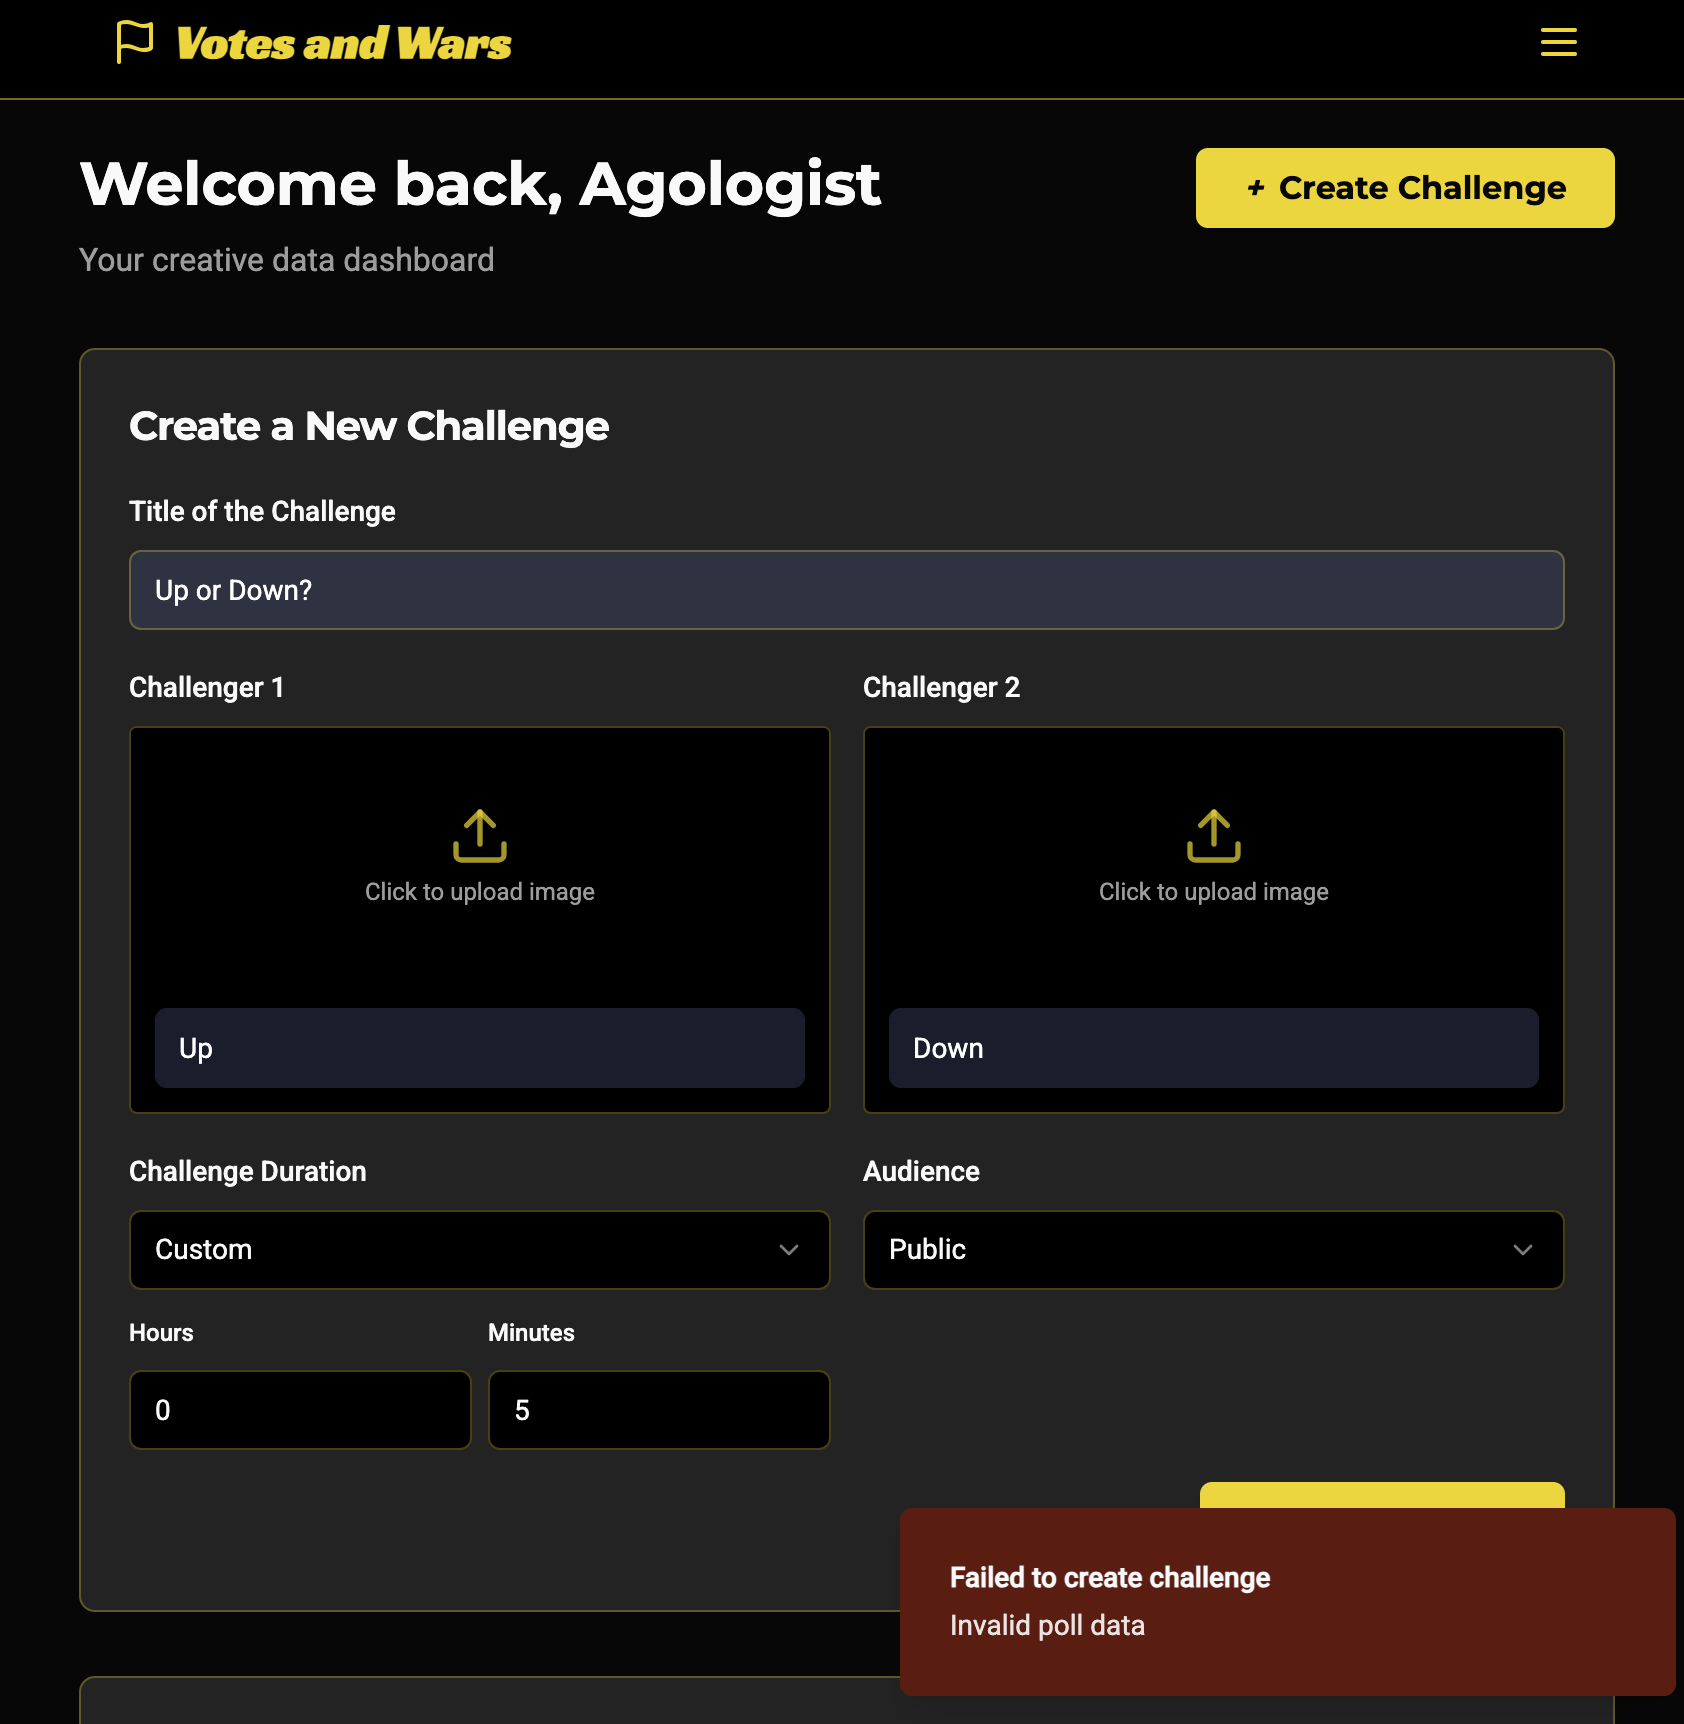 Votes and Wars
Welcome back, Agologist
+ Create Challenge
Your creative data dashboard
Create a New Challenge
Title of the Challenge
Up or Down?
Challenger 1
Challenger 2
Click to upload image
Click to upload image
Up
Down
Challenge Duration
Audience
Custom
Public
Hours
Minutes
0
5
Failed to create challenge
Invalid poll data